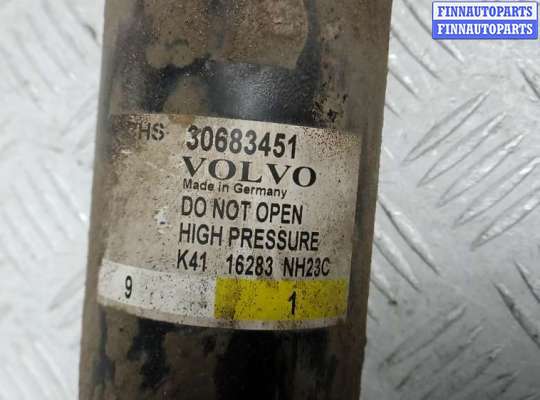 FINNAUTOPARTS
FINNAUTOPARTS
HS 30683451
VOLVO
Made in Germany
DO NOT OPEN
HIGH PRESSURE
K41 16283 NH23C
9 1